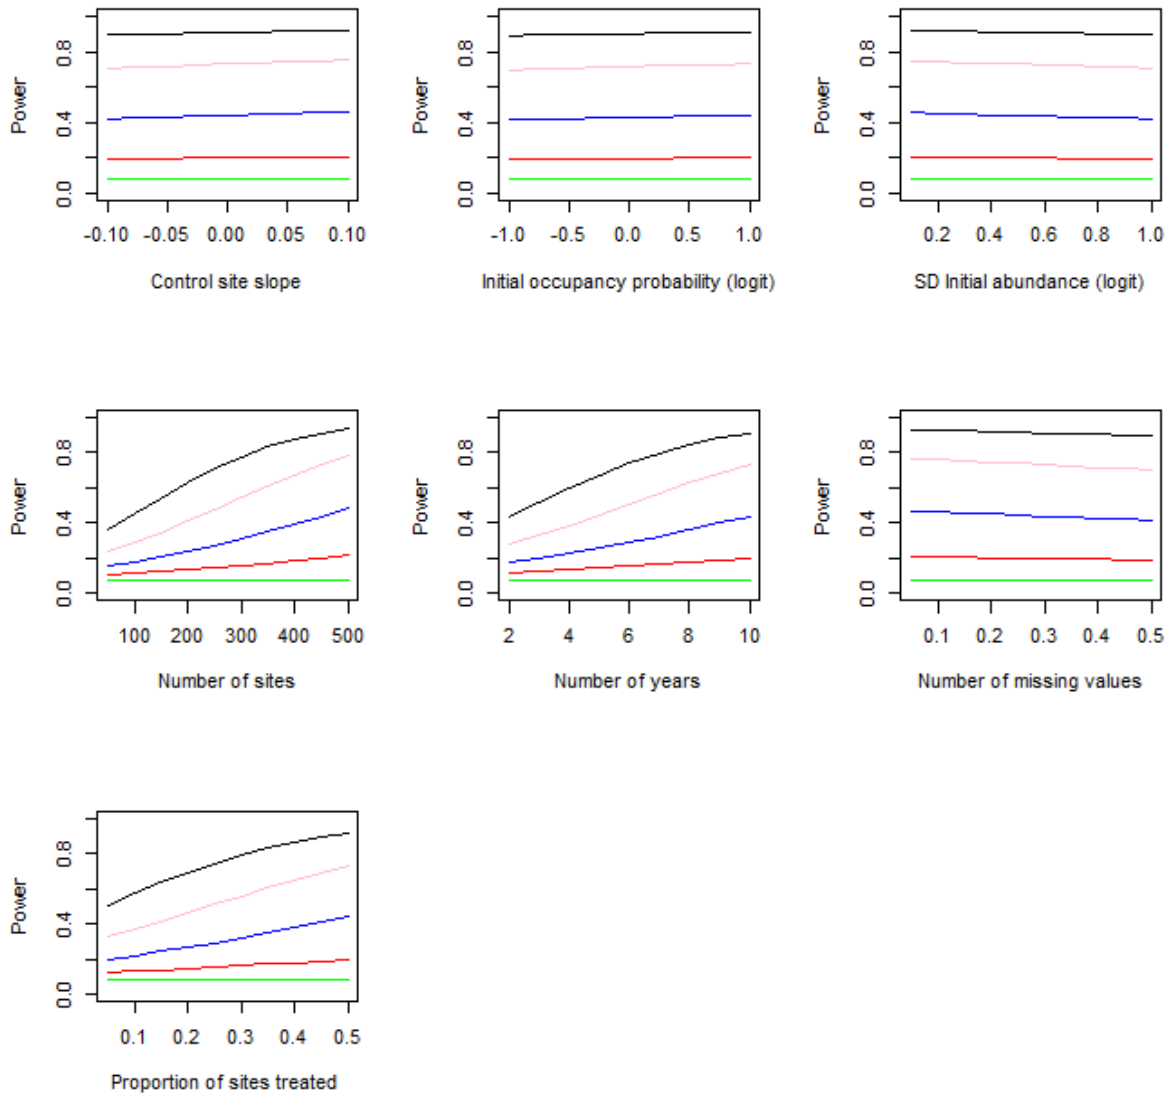 Power
0.0 0.4 0.8
-0.10 -0.05 0.00 0.05 0.10
Control site slope
Power
0.0 0.4 0.8
-1.0 -0.5 0.0 0.5 1.0
Initial occupancy probability (logit)
Power
0.0 0.4 0.8
0.2 0.4 0.6 0.8 1.0
SD Initial abundance (logit)
Power
0.0 0.4 0.8
100 200 300 400 500
Number of sites
Power
0.0 0.4 0.8
2 4 6 8 10
Number of years
Power
0.0 0.4 0.8
0.1 0.2 0.3 0.4 0.5
Number of missing values
Power
0.0 0.4 0.8
0.1 0.2 0.3 0.4 0.5
Proportion of sites treated